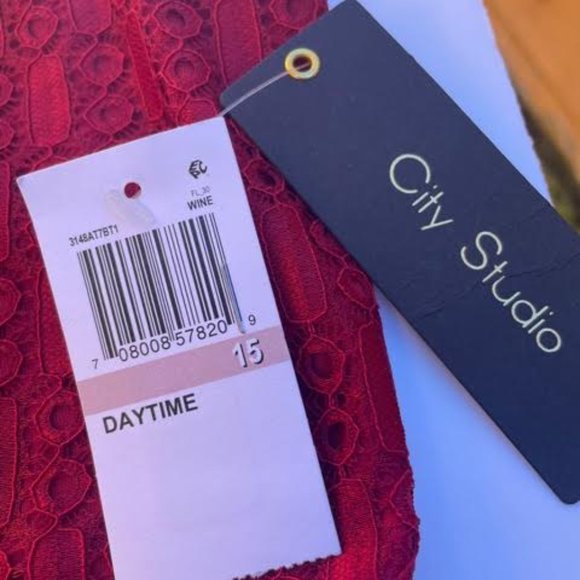 City Studio
FL_30
WINE
3148AT7BT1
7 08008 57820 9
15
DAYTIME